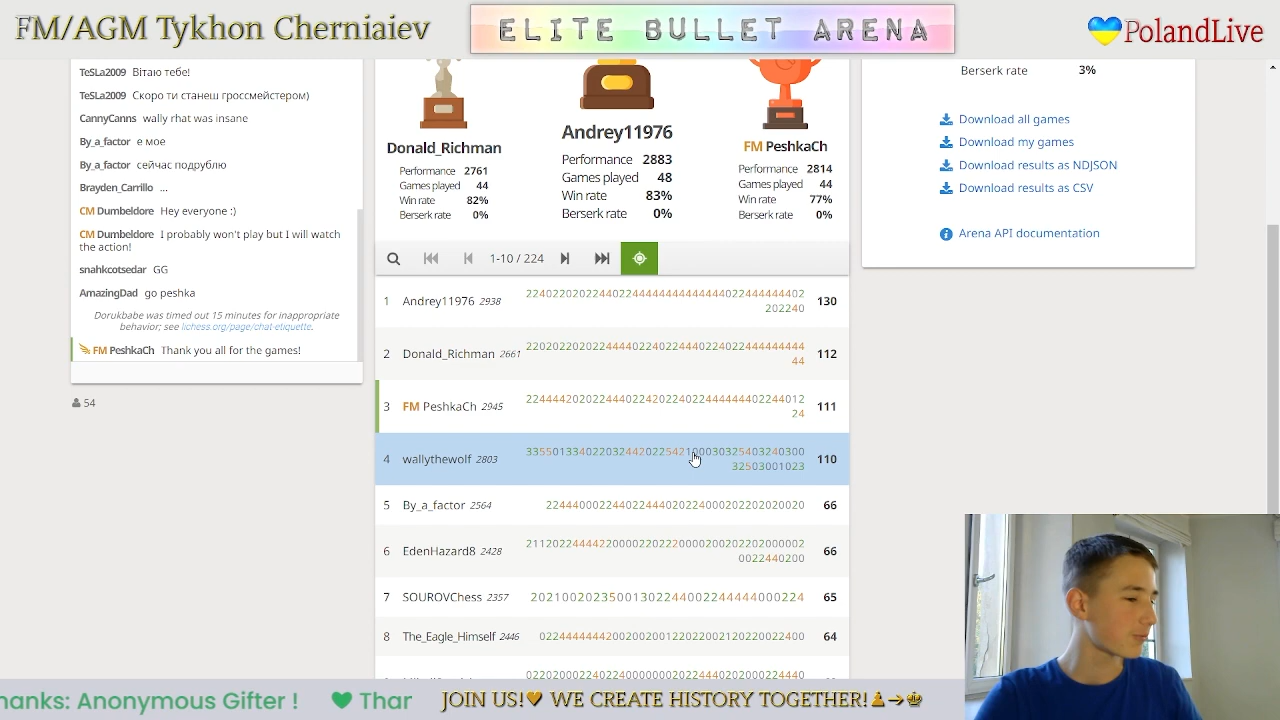 FM/AGM Tykhon Cherniaiev
ELITE BULLET ARENA
PolandLive
TeSLa2009 Вітаю тебе!
TeSLa2009 Скоро ти станеш гроссмейстером)
CannyCanns wally rhat was insane
By_a_factor е мое
By_a_factor сейчас подрублю
Brayden_Carrillo ...
CM Dumbeldore Hey everyone :)
CM Dumbeldore I probably won't play but I will watch
the action!
snahkcotsedar GG
AmazingDad go peshka
Dorukbabe was timed out 15 minutes for inappropriate
behavior; see lichess.org/page/chat-etiquette.
FM PeshkaCh Thank you all for the games!
54
Donald_Richman
Performance 2761
Games played 44
Win rate 82%
Berserk rate 0%
Andrey11976
Performance 2883
Games played 48
Win rate 83%
Berserk rate 0%
FM PeshkaCh
Performance 2814
Games played 44
Win rate 77%
Berserk rate 0%
1-10 / 224
1 Andrey11976 2938 130
202240
2 Donald_Richman 2661 112
44
3 FM PeshkaCh 2945 111
24
4 wallythewolf 2803 110
32503001023
5 By_a_factor 2564 2244400022440224440202240002022020200 66
6 EdenHazard8 2428 66
002240200
7 SOUROVChess 2357 20210020235001302244002244444000224 65
8 The_Eagle_Himself 2446 64
Berserk rate 3%
Download all games
Download my games
Download results as NDJSON
Download results as CSV
Arena API documentation
hanks: Anonymous Gifter ! Thar
JOIN US! WE CREATE HISTORY TOGETHER!